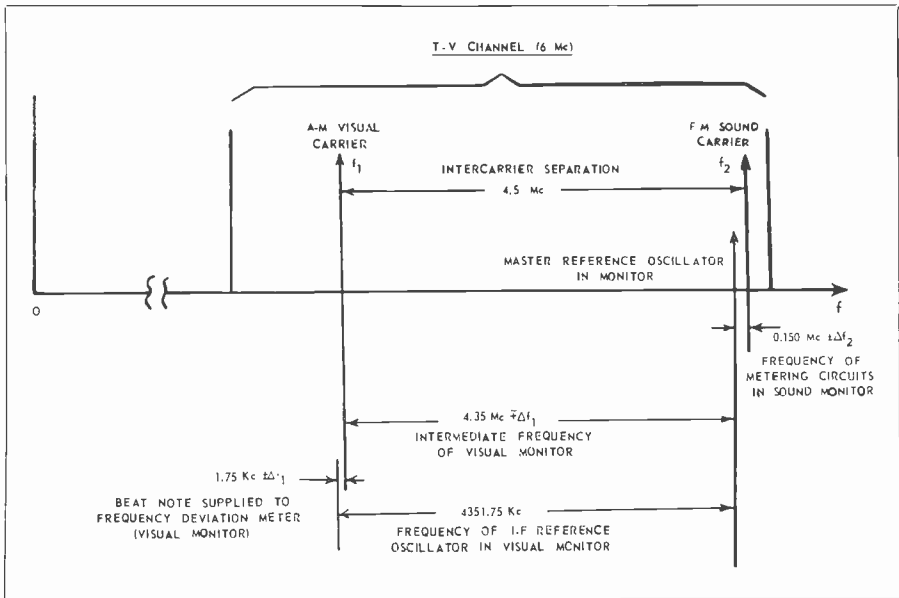 T-V CHANNEL (6 Mc)
A-M VISUAL
CARRIER
f1
F M SOUND
CARRIER
f2
INTERCARRIER SEPARATION
4.5 Mc
MASTER REFERENCE OSCILLATOR
IN MONITOR
0
f
0.150 Mc ±Δf2
FREQUENCY OF
METERING CIRCUITS
IN SOUND MONITOR
4.35 Mc ∓Δf1
INTERMEDIATE FREQUENCY
OF VISUAL MONITOR
1.75 Kc ±Δ1
BEAT NOTE SUPPLIED TO
FREQUENCY DEVIATION METER
(VISUAL MONITOR)
4351.75 Kc
FREQUENCY OF I-F REFERENCE
OSCILLATOR IN VISUAL MONITOR